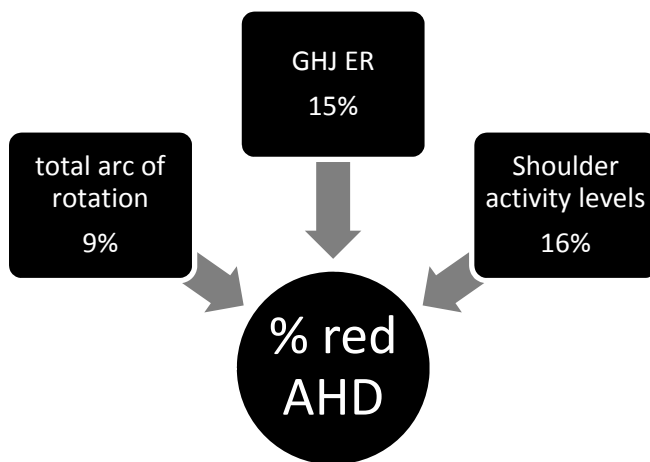 GHJ ER
15%
total arc of
rotation
9%
Shoulder
activity levels
16%
% red
AHD